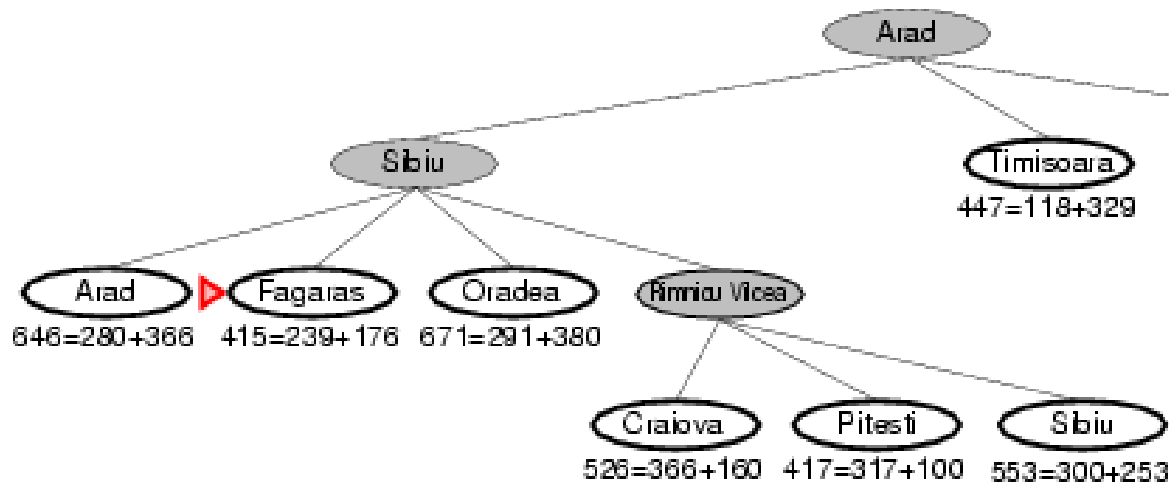 Arad
Sibiu
Timisoara
447=118+329
Arad
Fagaras
Oradea
Rimnicu Vilcea
646=280+366
415=239+176
671=291+380
Craiova
Pitesti
Sibiu
526=366+160
417=317+100
553=300+253